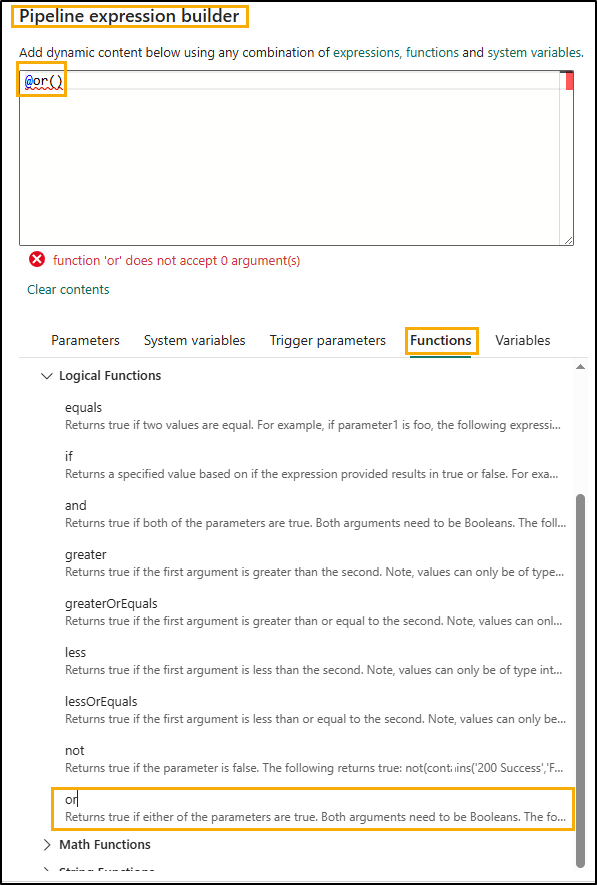 Pipeline expression builder
Add dynamic content below using any combination of expressions, functions and system variables.
@or()
function 'or' does not accept 0 argument(s)
Clear contents
Parameters System variables Trigger parameters Functions Variables
Logical Functions
equals
Returns true if two values are equal. For example, if parameter1 is foo, the following expressi...
if
Returns a specified value based on if the expression provided results in true or false. For exa...
and
Returns true if both of the parameters are true. Both arguments need to be Booleans. The foll...
greater
Returns true if the first argument is greater than the second. Note, values can only be of type...
greaterOrEquals
Returns true if the first argument is greater than or equal to the second. Note, values can onl...
less
Returns true if the first argument is less than the second. Note, values can only be of type int...
lessOrEquals
Returns true if the first argument is less than or equal to the second. Note, values can only be...
not
Returns true if the parameter is false. The following returns true: not(contains('200 Success','F...
or
Returns true if either of the parameters are true. Both arguments need to be Booleans. The fo...
Math Functions
String Functions